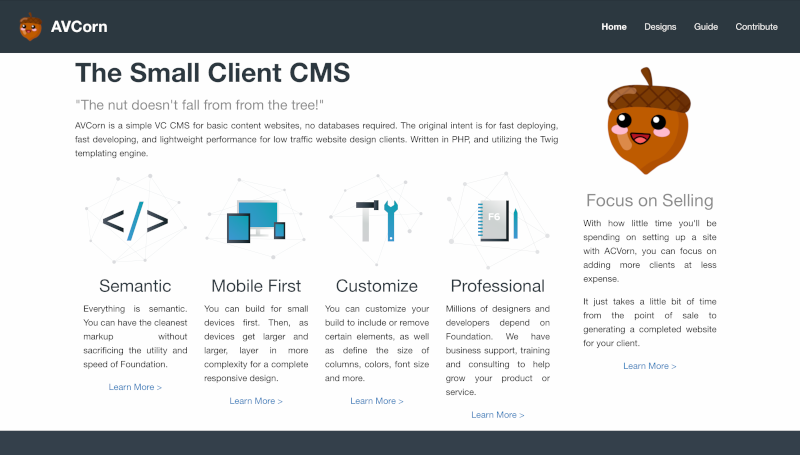 AVCorn
Home Designs Guide Contribute
The Small Client CMS
"The nut doesn't fall from from the tree!"
AVCorn is a simple VC CMS for basic content websites, no databases required. The original intent is for fast deploying,
fast developing, and lightweight performance for low traffic website design clients. Written in PHP, and utilizing the Twig
templating engine.
</>
F6
Semantic
Everything is semantic.
You can have the cleanest
markup without
sacrificing the utility and
speed of Foundation.
Learn More >
Mobile First
You can build for small
devices first. Then, as
devices get larger and
larger, layer in more
complexity for a complete
responsive design.
Learn More >
Customize
You can customize your
build to include or remove
certain elements, as well
as define the size of
columns, colors, font size
and more.
Learn More >
Professional
Millions of designers and
developers depend on
Foundation. We have
business support, training
and consulting to help
grow your product or
service.
Learn More >
Focus on Selling
With how little time you'll be
spending on setting up a site
with ACVorn, you can focus on
adding more clients at less
expense.
It just takes a little bit of time
from the point of sale to
generating a completed website
for your client.
Learn More >